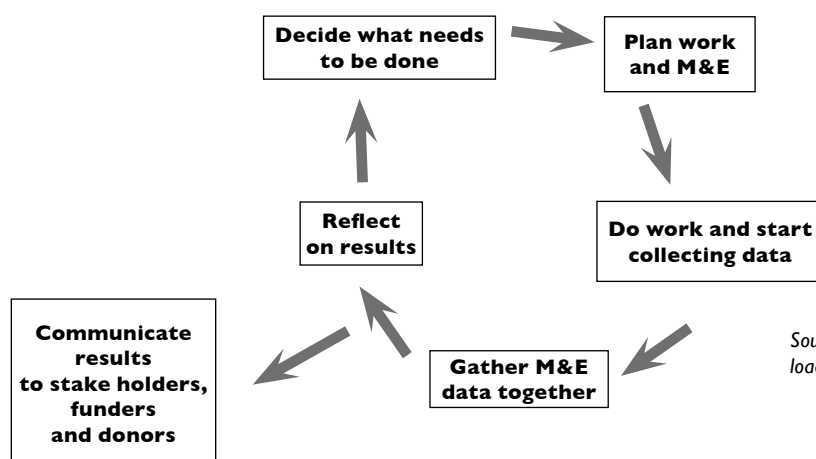 Decide what needs
to be done
Plan work
and M&E
Do work and start
collecting data
Gather M&E
data together
Reflect
on results
Communicate
results
to stake holders,
funders
and donors